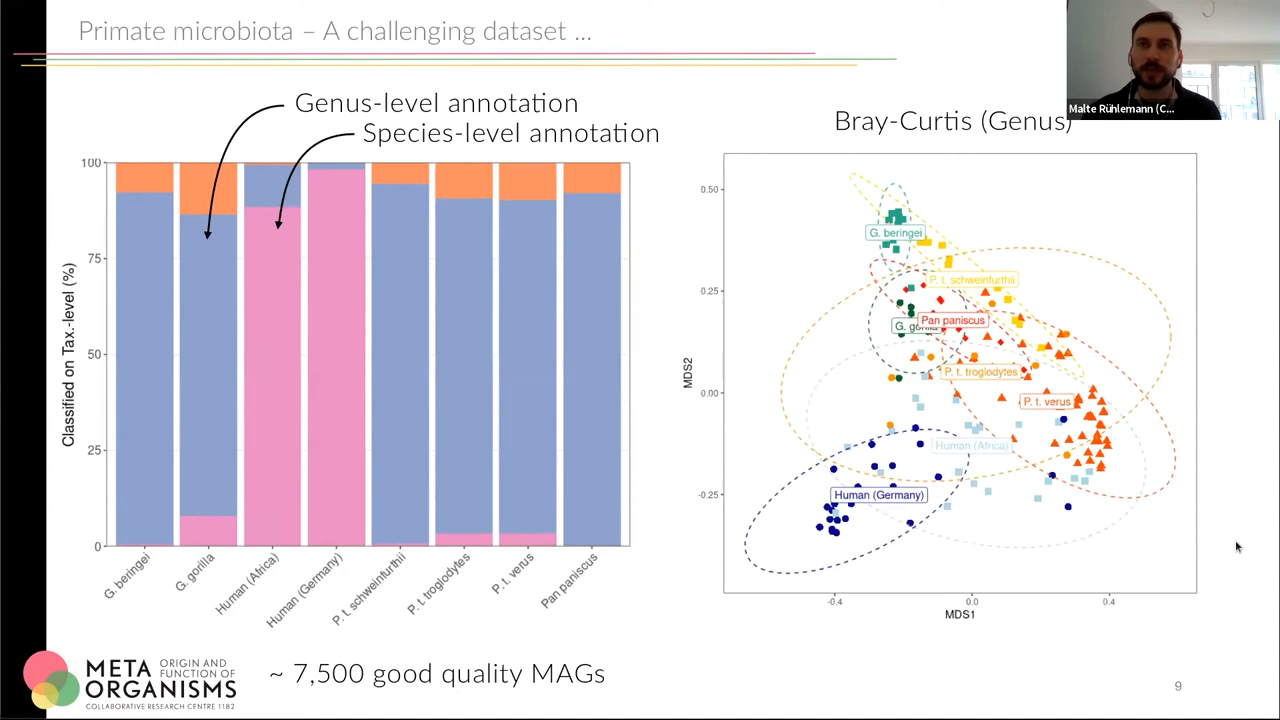 Primate microbiota – A challenging dataset ...
Malte Rühlemann (C...
Genus-level annotation
Species-level annotation
Bray-Curtis (Genus)
Classified on Tax.-level (%)
100
75
50
25
0
G. beringei
G. gorilla
Human (Africa)
Human (Germany)
P. t. schweinfurthii
P. t. troglodytes
P. t. verus
Pan paniscus
MDS2
0.50
0.25
0.00
-0.25
G. beringei
P. t. schweinfurthii
Pan paniscus
G. gorilla
P. t. troglodytes
P. t. verus
Human (Africa)
Human (Germany)
-0.4
0.0
0.4
MDS1
META
ORGANISMS
ORIGIN AND
FUNCTION OF
COLLABORATIVE RESEARCH CENTRE 1182
~ 7,500 good quality MAGs
9